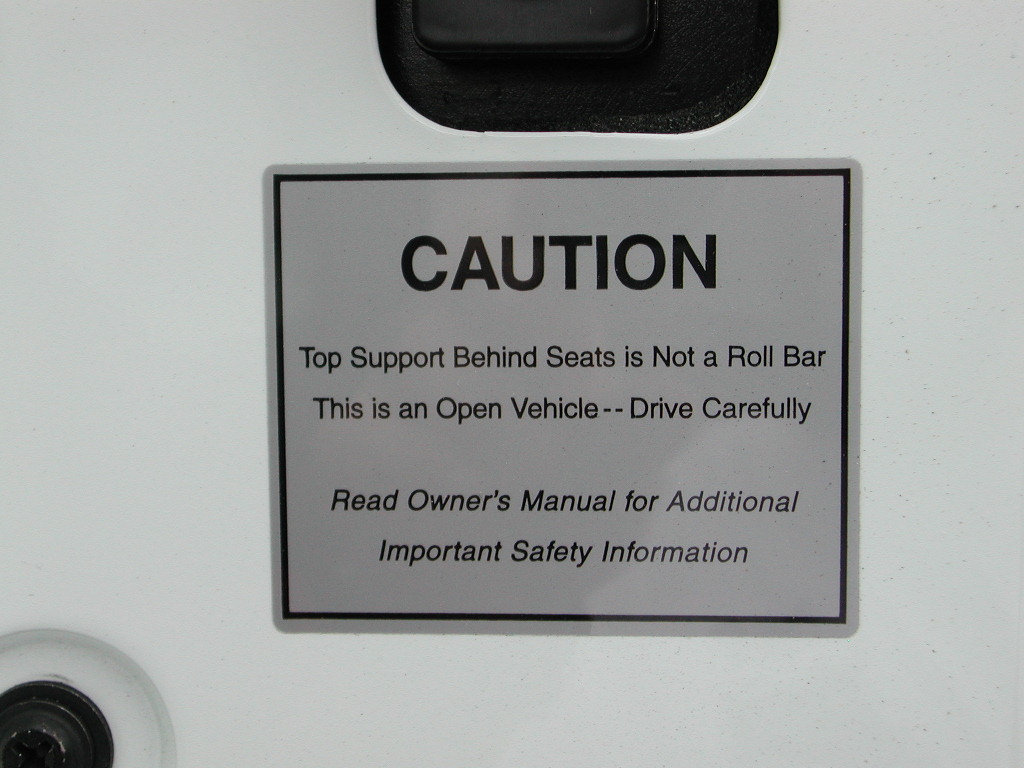 CAUTION
Top Support Behind Seats is Not a Roll Bar
This is an Open Vehicle -- Drive Carefully
Read Owner's Manual for Additional
Important Safety Information